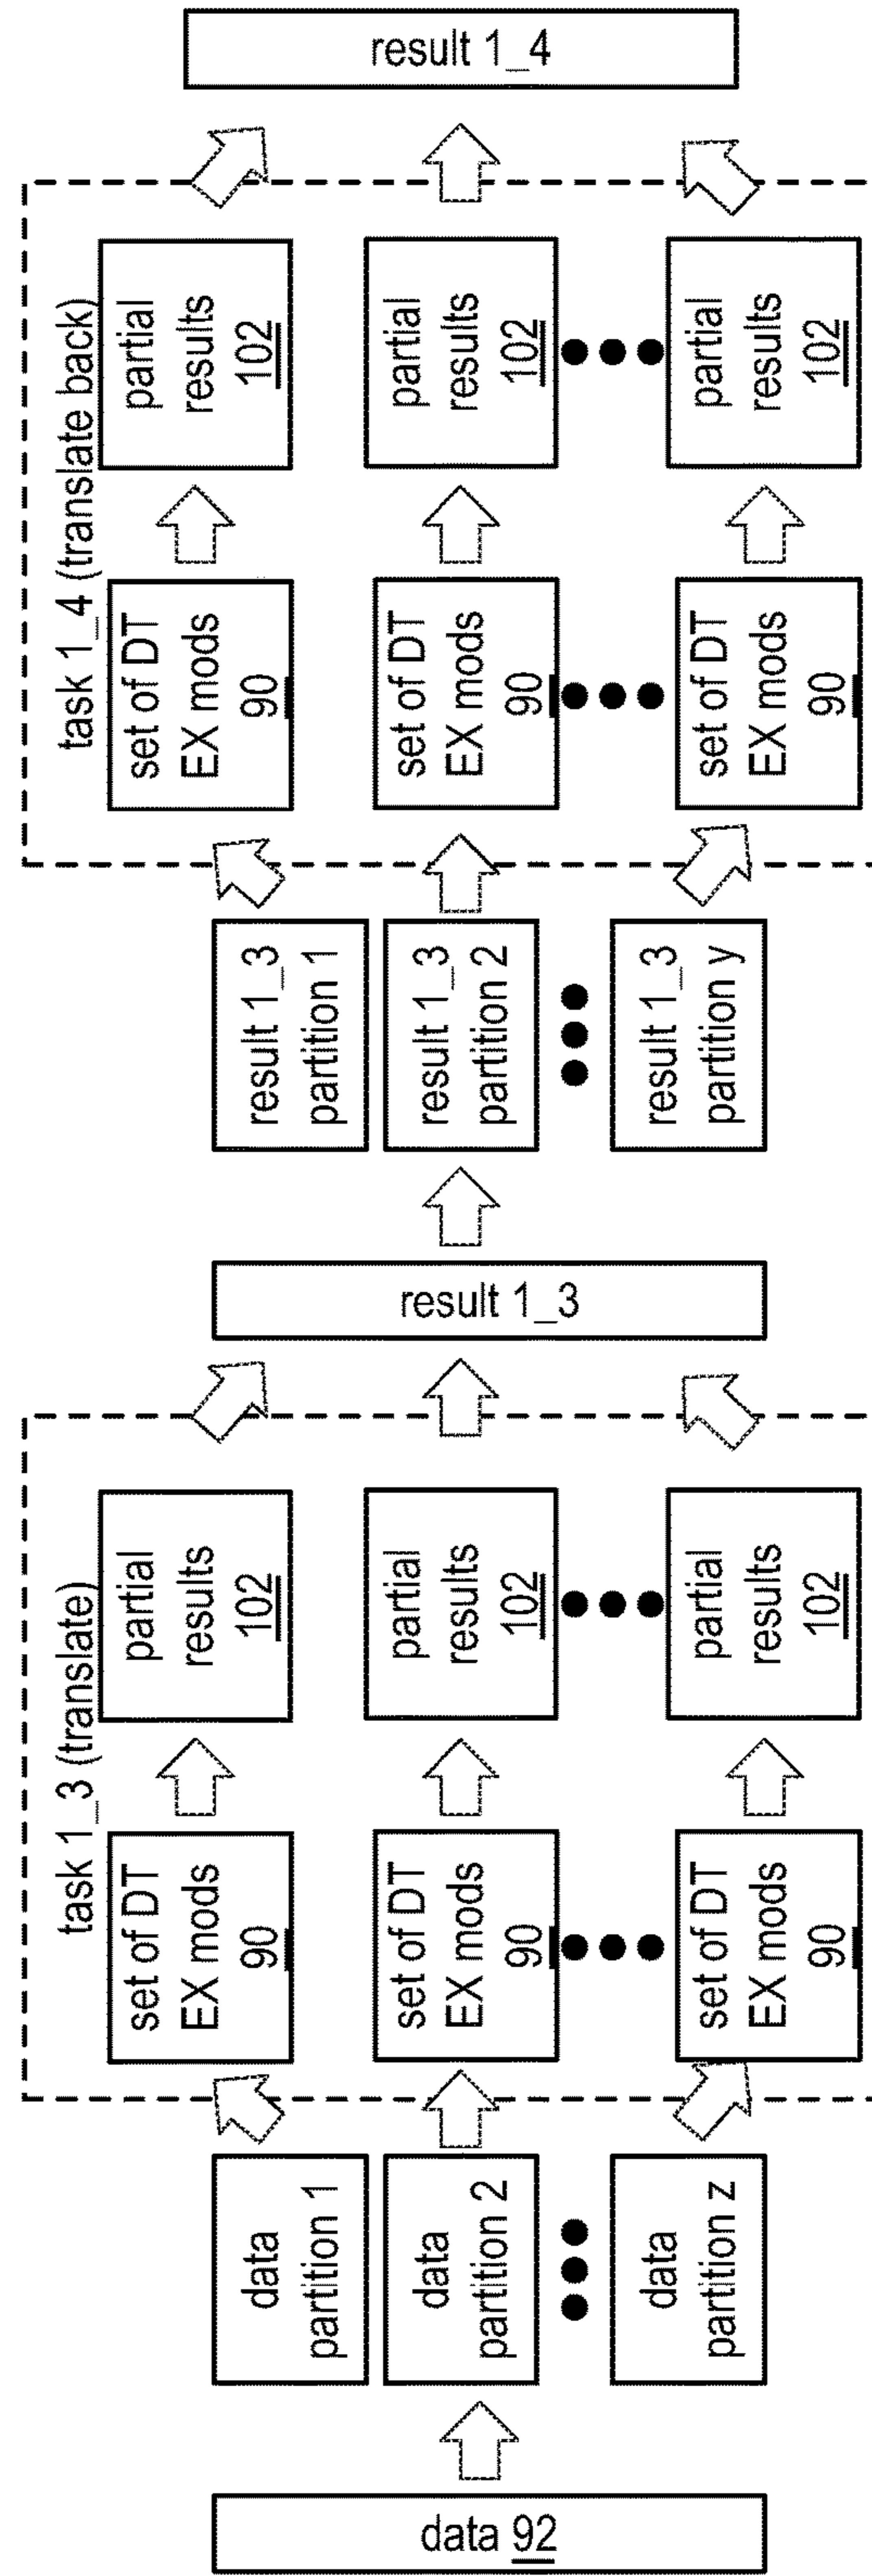 data 92
data
partition 1
data
partition 2
data
partition z
task 1_3 (translate)
set of DT
EX mods
90
partial
results
102
set of DT
EX mods
90
partial
results
102
set of DT
EX mods
90
partial
results
102
result 1_3
result 1_3
partition 1
result 1_3
partition 2
result 1_3
partition y
task 1_4 (translate back)
set of DT
EX mods
90
partial
results
102
set of DT
EX mods
90
partial
results
102
set of DT
EX mods
90
partial
results
102
result 1_4